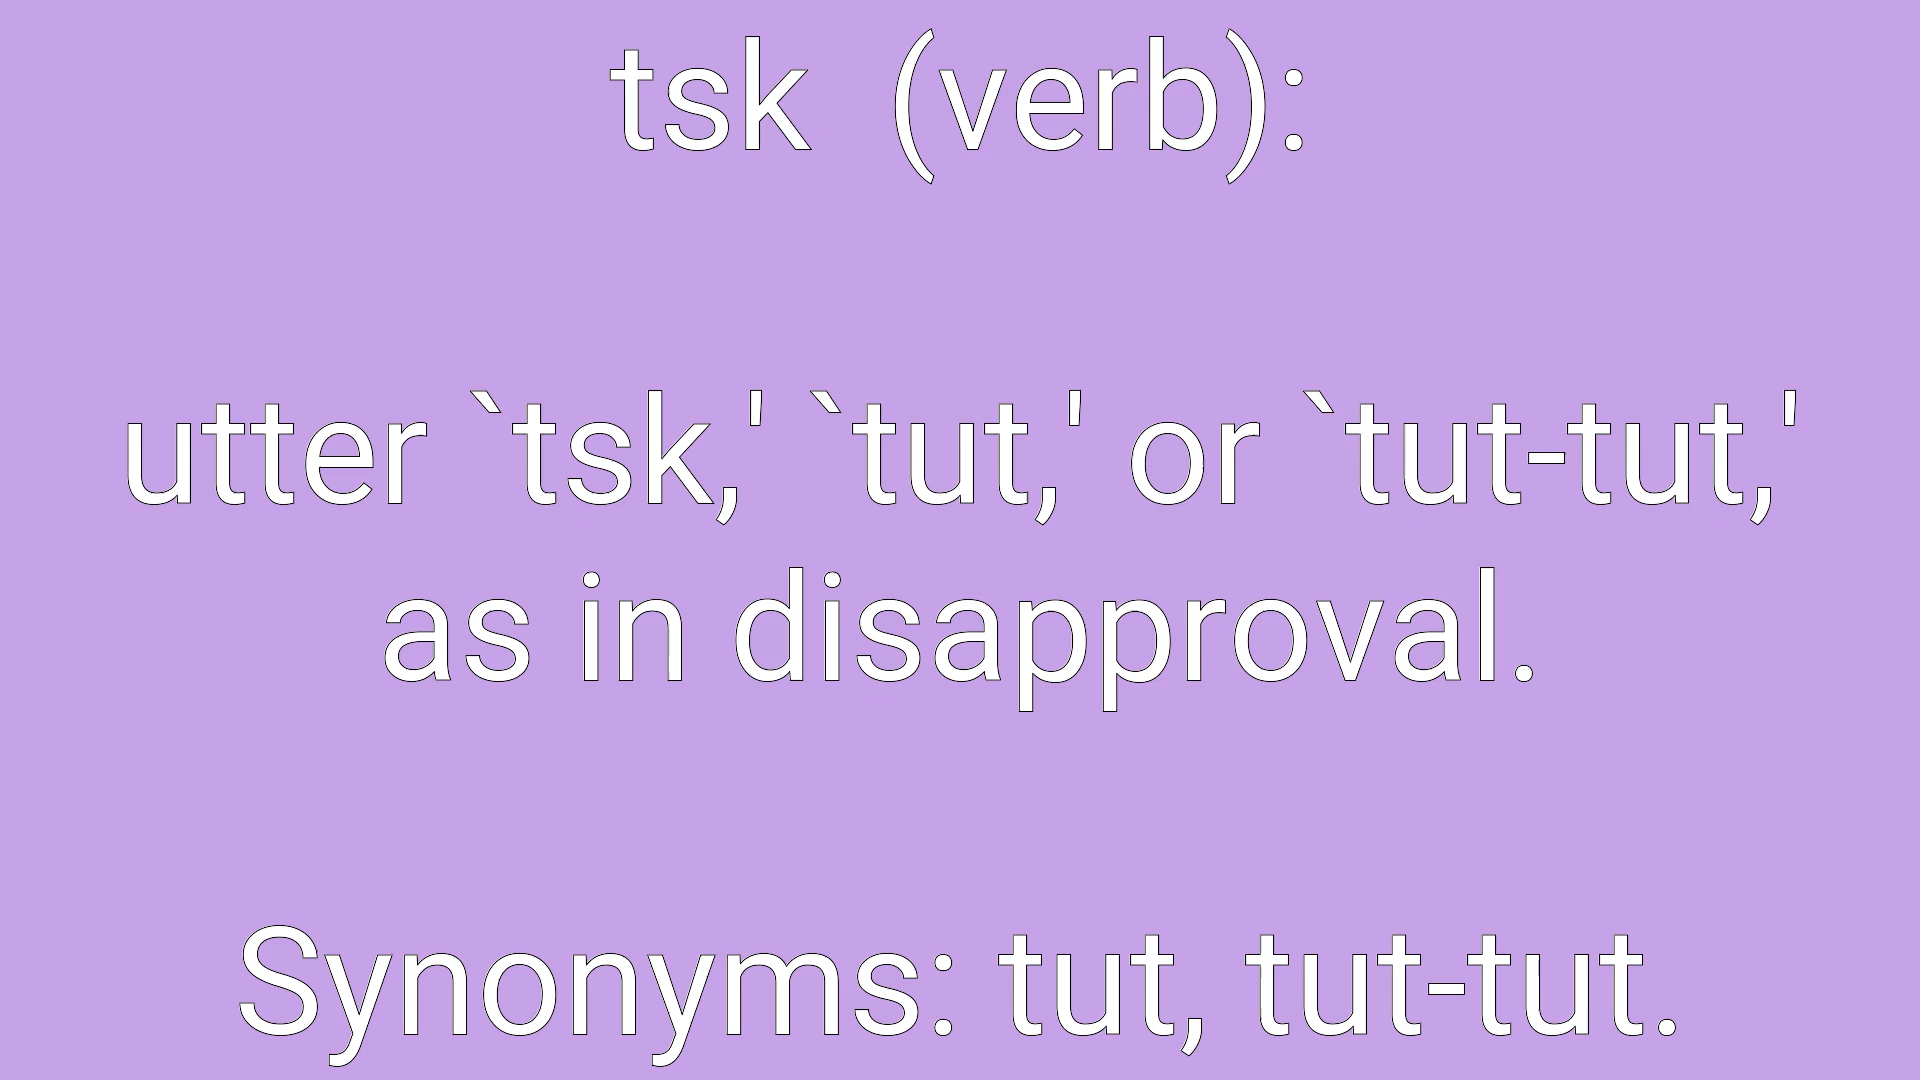 tsk (verb):
utter `tsk,' `tut,' or `tut-tut,'
as in disapproval.
Synonyms: tut, tut-tut.